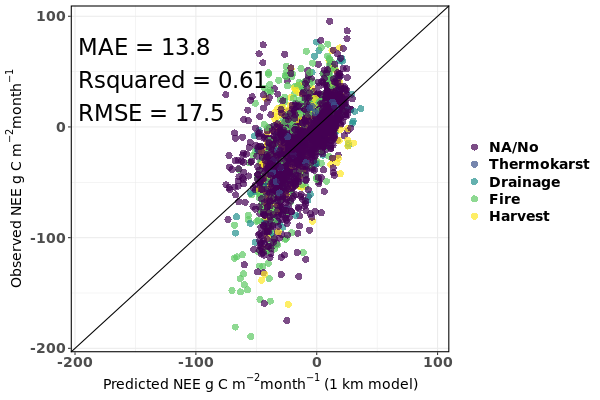 100
0
-100
-200
-200
-100
0
100
Observed NEE g C m⁻²month⁻¹
Predicted NEE g C m⁻²month⁻¹ (1 km model)
MAE = 13.8
Rsquared = 0.61
RMSE = 17.5
NA/No
Thermokarst
Drainage
Fire
Harvest